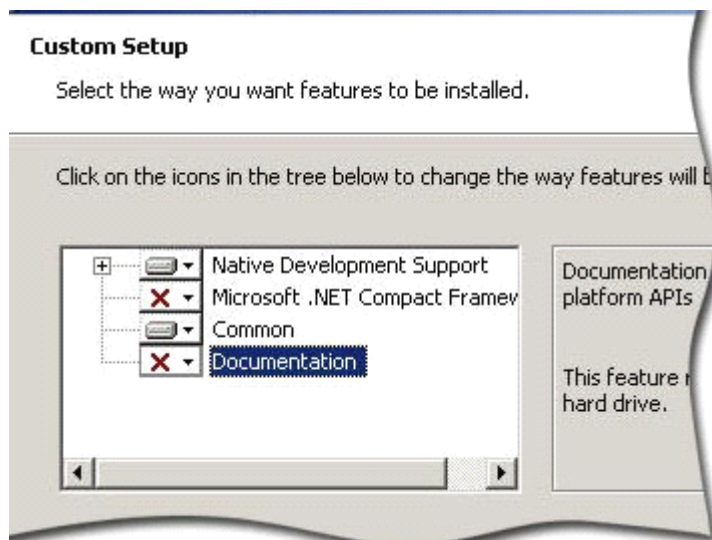 Custom Setup
Select the way you want features to be installed.
Click on the icons in the tree below to change the way features will
Native Development Support
Microsoft .NET Compact
Common
Documentation
Documentation
platform APIs
This feature
hard drive.